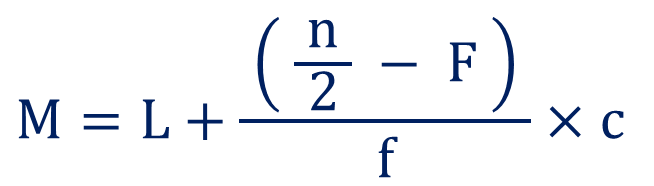 M = L + ( n/2 − F ) / f × c